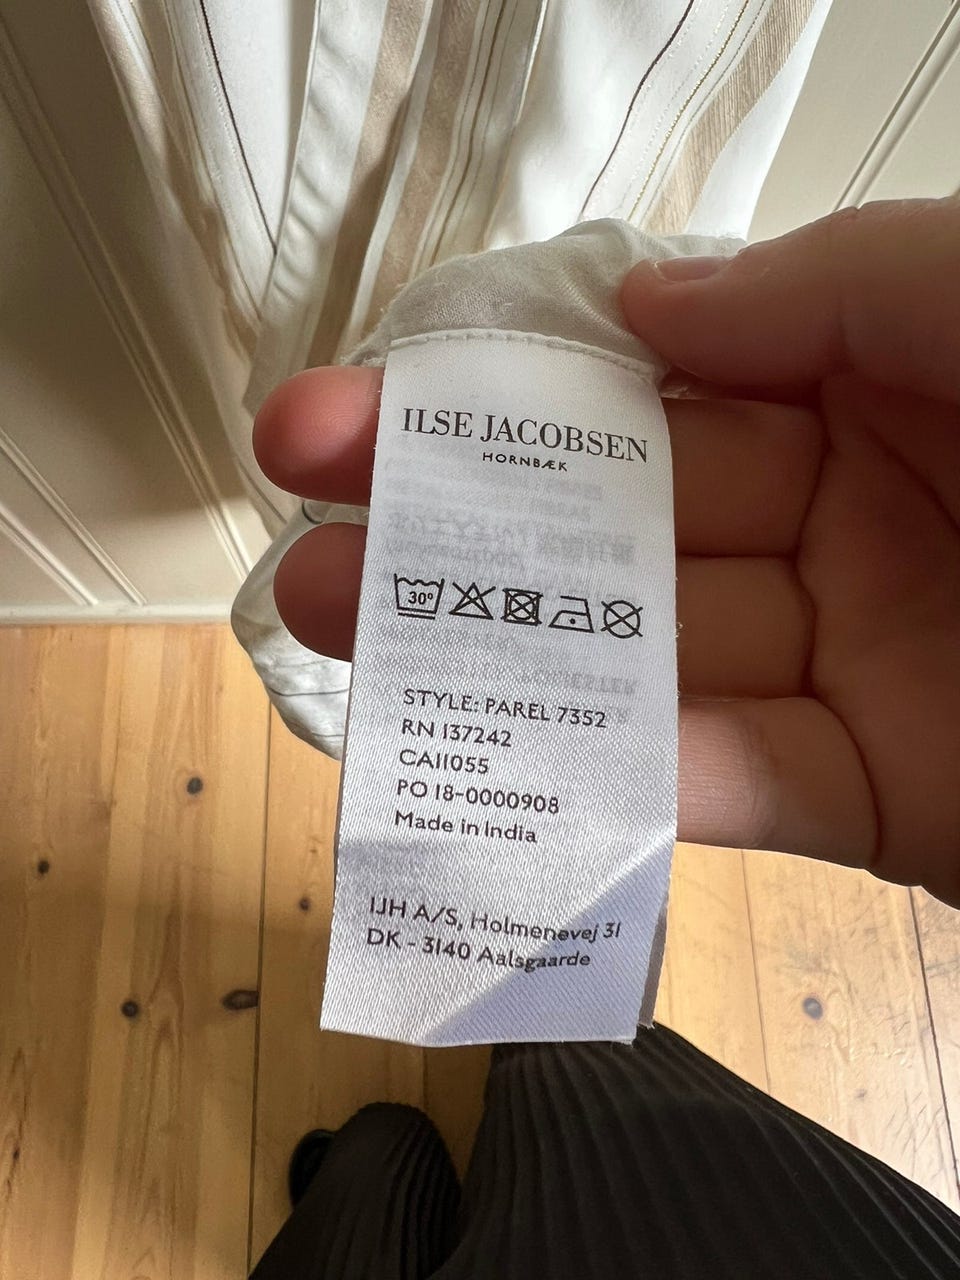 ILSE JACOBSEN
HORNBÆK
30°
STYLE: PAREL 7352
RN 137242
CA11055
PO 18-0000908
Made in India
IJH A/S, Holmenevej 31
DK - 3140 Aalsgaarde